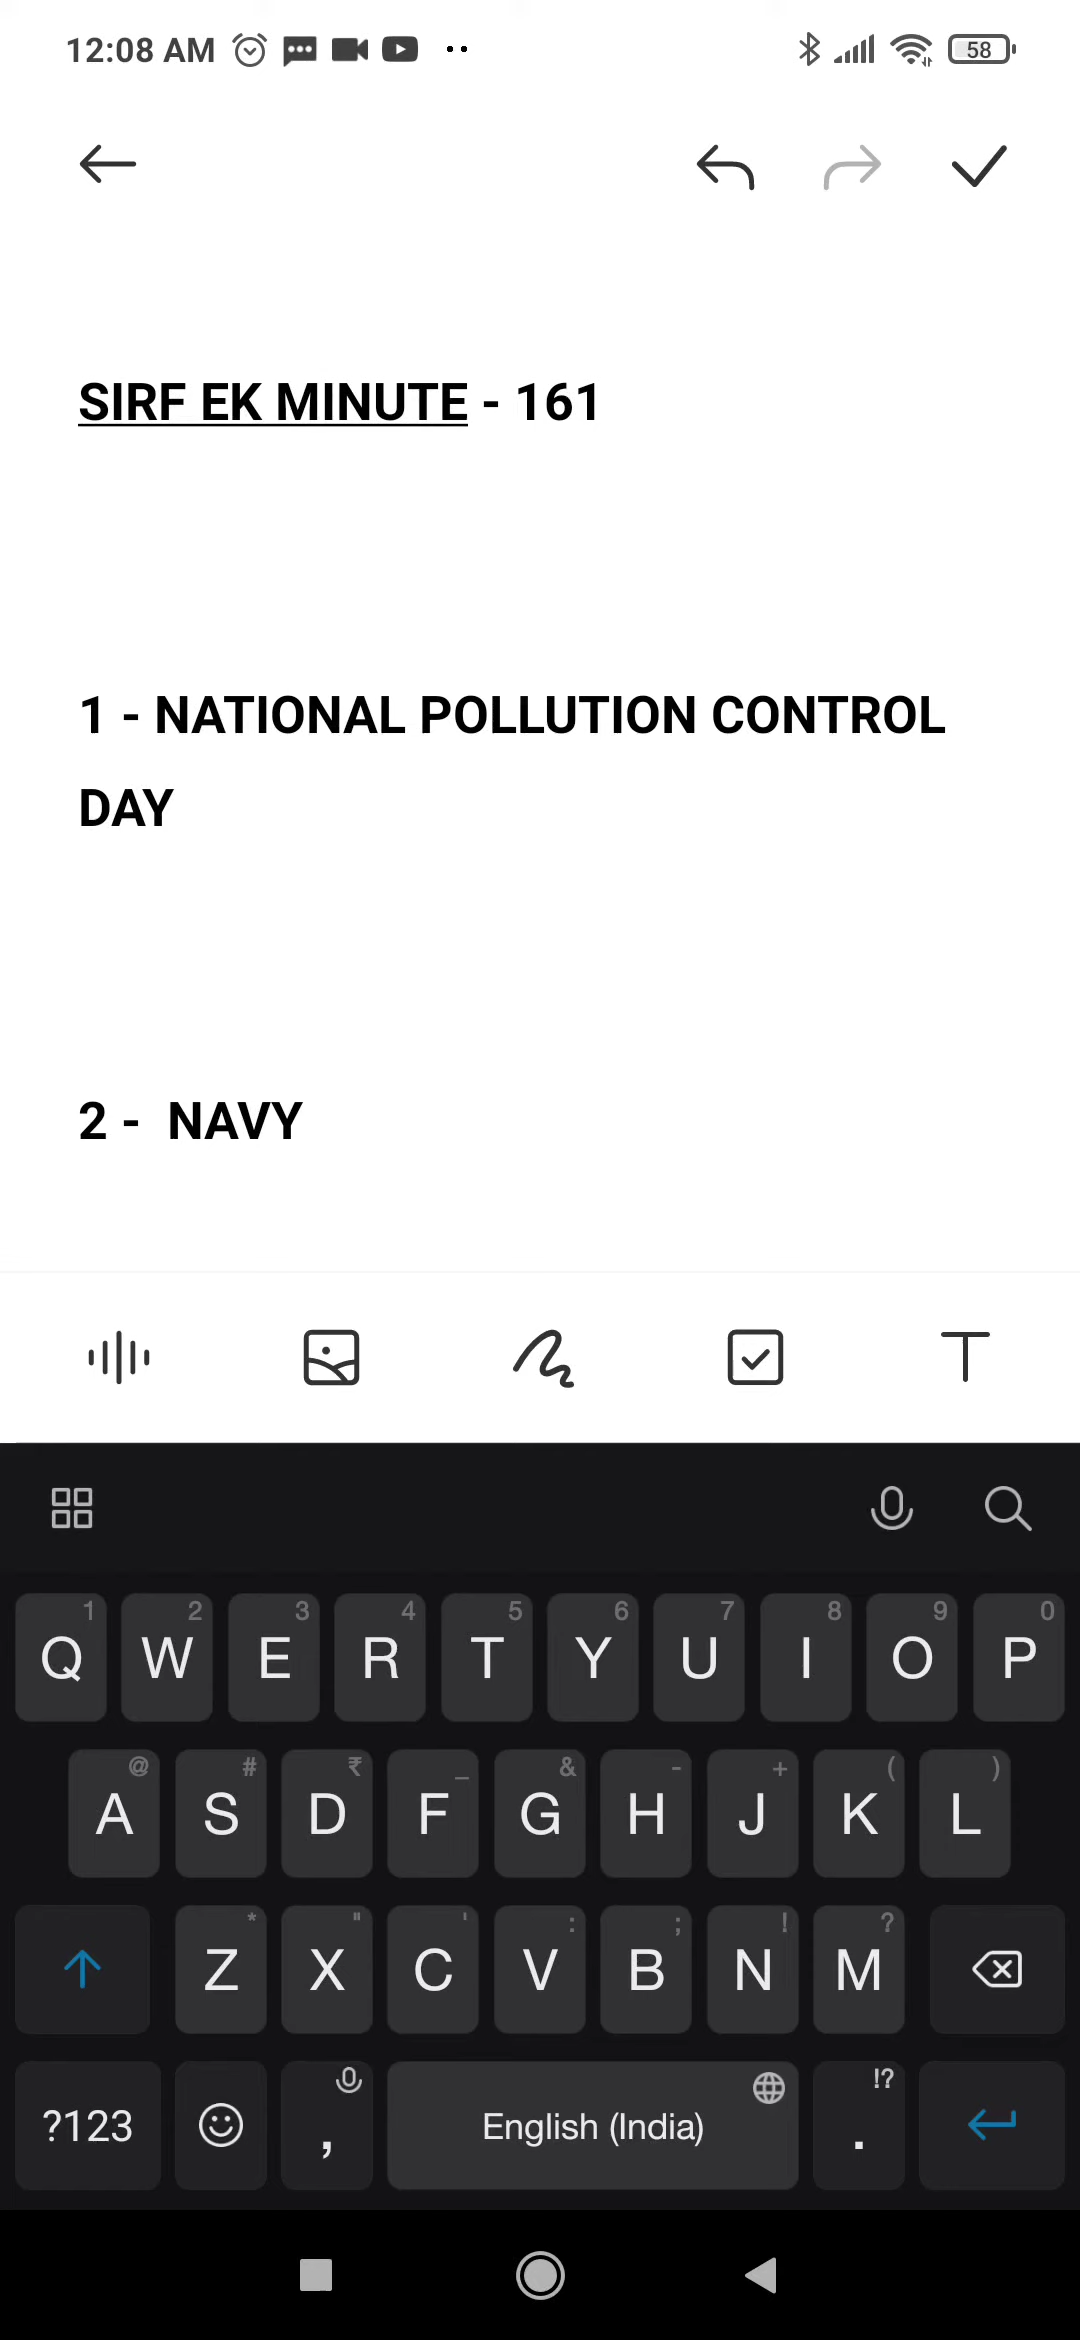 12:08 AM 58
SIRF EK MINUTE - 161
1 - NATIONAL POLLUTION CONTROL
DAY
2 - NAVY
1 2 3 4 5 6 7 8 9 0
Q W E R T Y U I O P
@ # ₹ _ & - + ( )
A S D F G H J K L
* " ' : ; ! ?
Z X C V B N M
!?
?123 , English (India) .